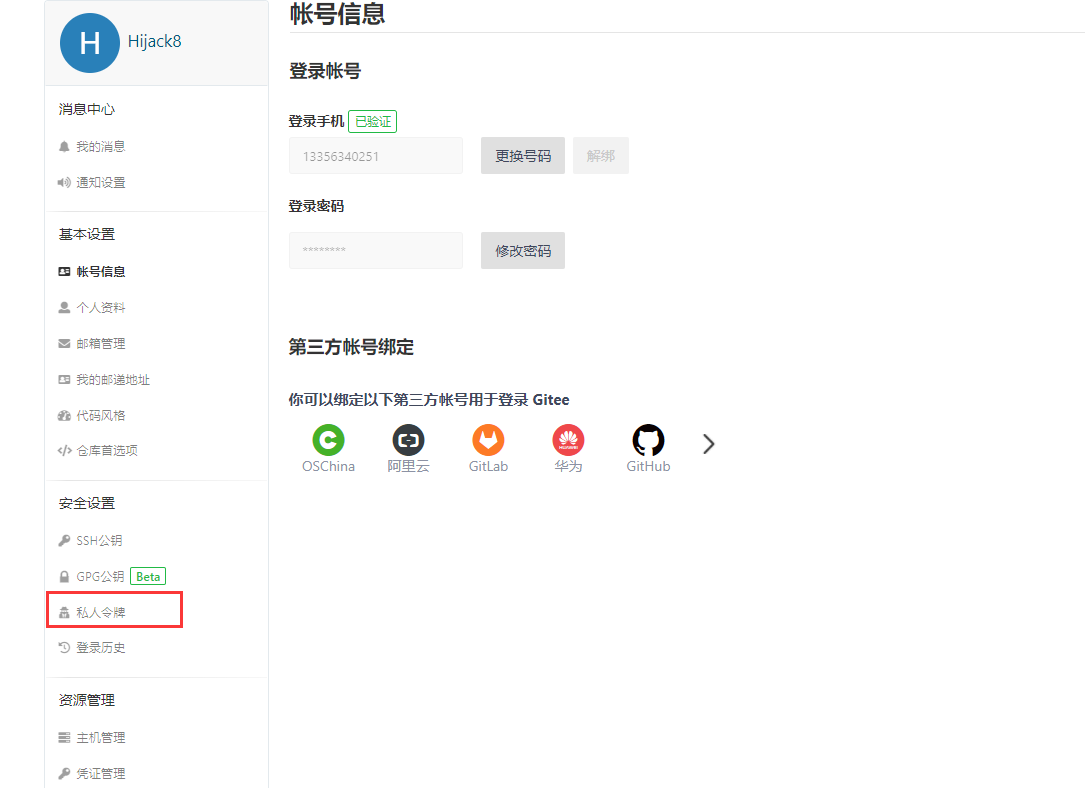 H
Hijack8
消息中心
我的消息
通知设置
基本设置
帐号信息
个人资料
邮箱管理
我的邮递地址
代码风格
仓库首选项
安全设置
SSH公钥
GPG公钥 Beta
私人令牌
登录历史
资源管理
主机管理
凭证管理
帐号信息
登录帐号
登录手机 已验证
13356340251 更换号码 解绑
登录密码
******** 修改密码
第三方帐号绑定
你可以绑定以下第三方帐号用于登录 Gitee
HUAWEI
OSChina 阿里云 GitLab 华为 GitHub